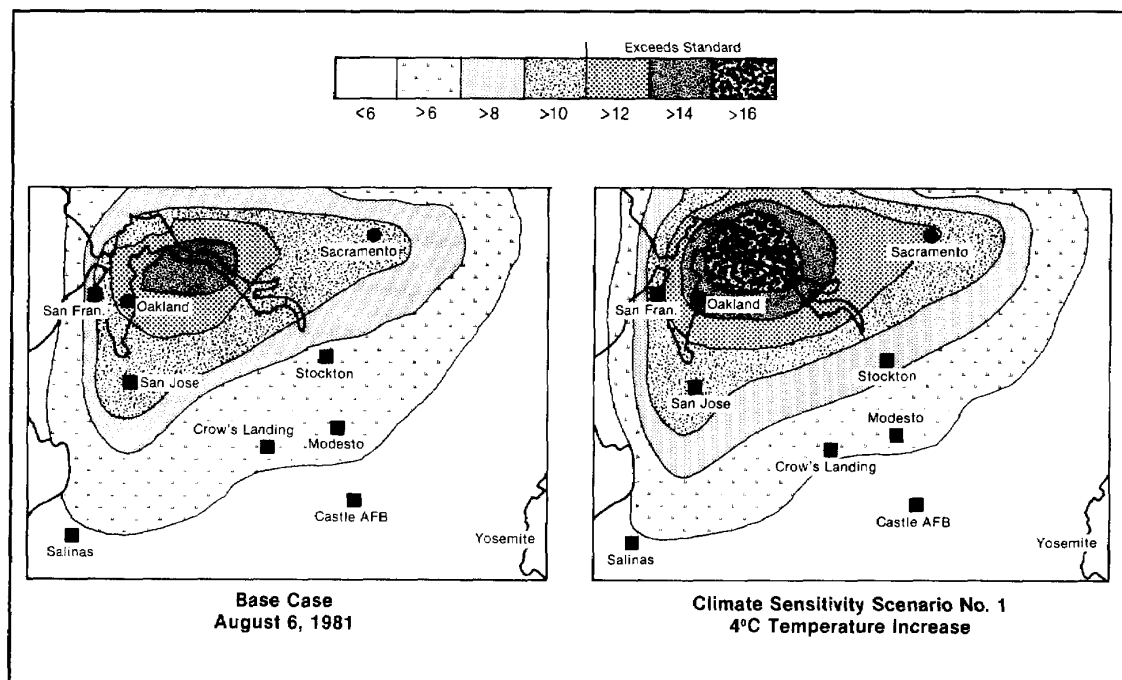 Exceeds Standard
<6 >6 >8 >10 >12 >14 >16
Sacramento
San Fran.
Oakland
San Jose
Stockton
Crow's Landing
Modesto
Castle AFB
Salinas
Yosemite
Base Case
August 6, 1981
Sacramento
San Fran.
Oakland
Stockton
San Jose
Modesto
Crow's Landing
Castle AFB
Salinas
Yosemite
Climate Sensitivity Scenario No. 1
4ºC Temperature Increase